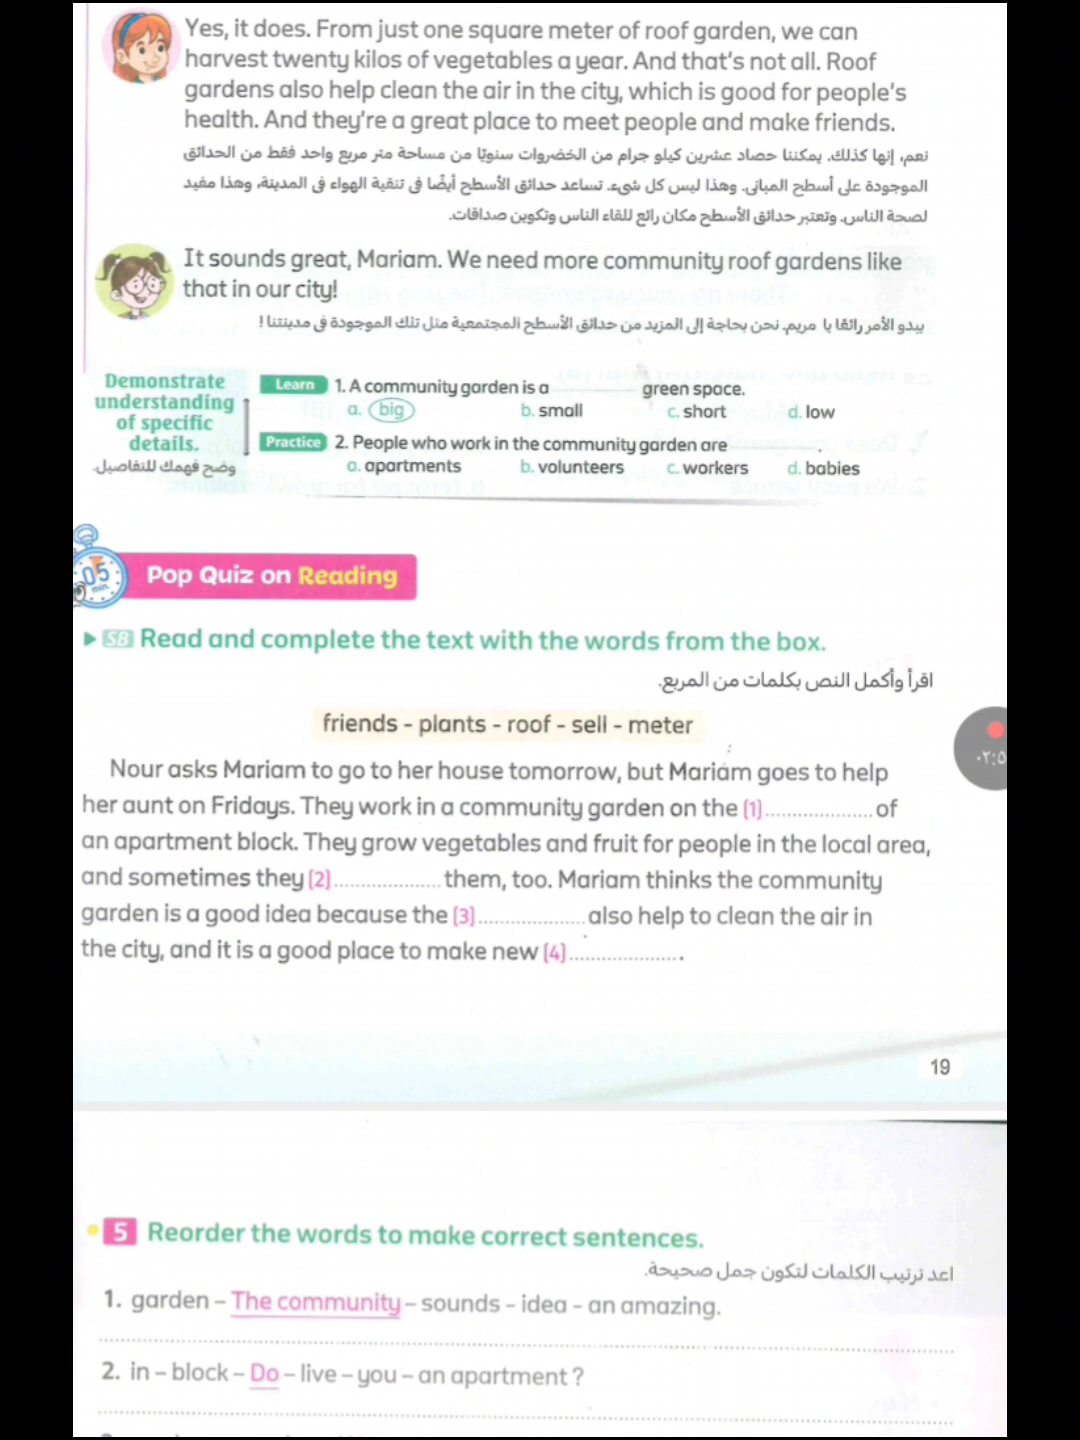 Yes, it does. From just one square meter of roof garden, we can
harvest twenty kilos of vegetables a year. And that's not all. Roof
gardens also help clean the air in the city, which is good for people's
health. And they're a great place to meet people and make friends.
نعم، إنها كذلك. يمكننا حصاد عشرين كيلو جرام من الخضروات سنويًا من مساحة متر مربع واحد فقط من الحدائق
الموجودة على أسطح المبانى. وهذا ليس كل شىء. تساعد حدائق الأسطح أيضًا فى تنقية الهواء فى المدينة، وهذا مفيد
لصحة الناس. وتعتبر حدائق الأسطح مكان رائع للقاء الناس وتكوين صداقات.
It sounds great, Mariam. We need more community roof gardens like
that in our city!
يبدو الأمر رائعًا يا مريم. نحن بحاجة إلى المزيد من حدائق الأسطح المجتمعية مثل تلك الموجودة فى مدينتنا !
Demonstrate
understanding
of specific
details.
وضح فهمك للتفاصيل.
Learn 1. A community garden is a ________ green space.
a. big b. small c. short d. low
Practice 2. People who work in the community garden are ________.
a. apartments b. volunteers c. workers d. babies
05
min
Pop Quiz on Reading
SB Read and complete the text with the words from the box.
اقرأ وأكمل النص بكلمات من المربع.
friends - plants - roof - sell - meter
Nour asks Mariam to go to her house tomorrow, but Mariam goes to help
her aunt on Fridays. They work in a community garden on the (1).................... of
an apartment block. They grow vegetables and fruit for people in the local area,
and sometimes they (2).................... them, too. Mariam thinks the community
garden is a good idea because the (3).................... also help to clean the air in
the city, and it is a good place to make new (4).....................
٠٢:٥
19
5 Reorder the words to make correct sentences.
اعد ترتيب الكلمات لتكون جمل صحيحة.
1. garden – The community – sounds - idea - an amazing.
2. in – block – Do – live – you – an apartment ?